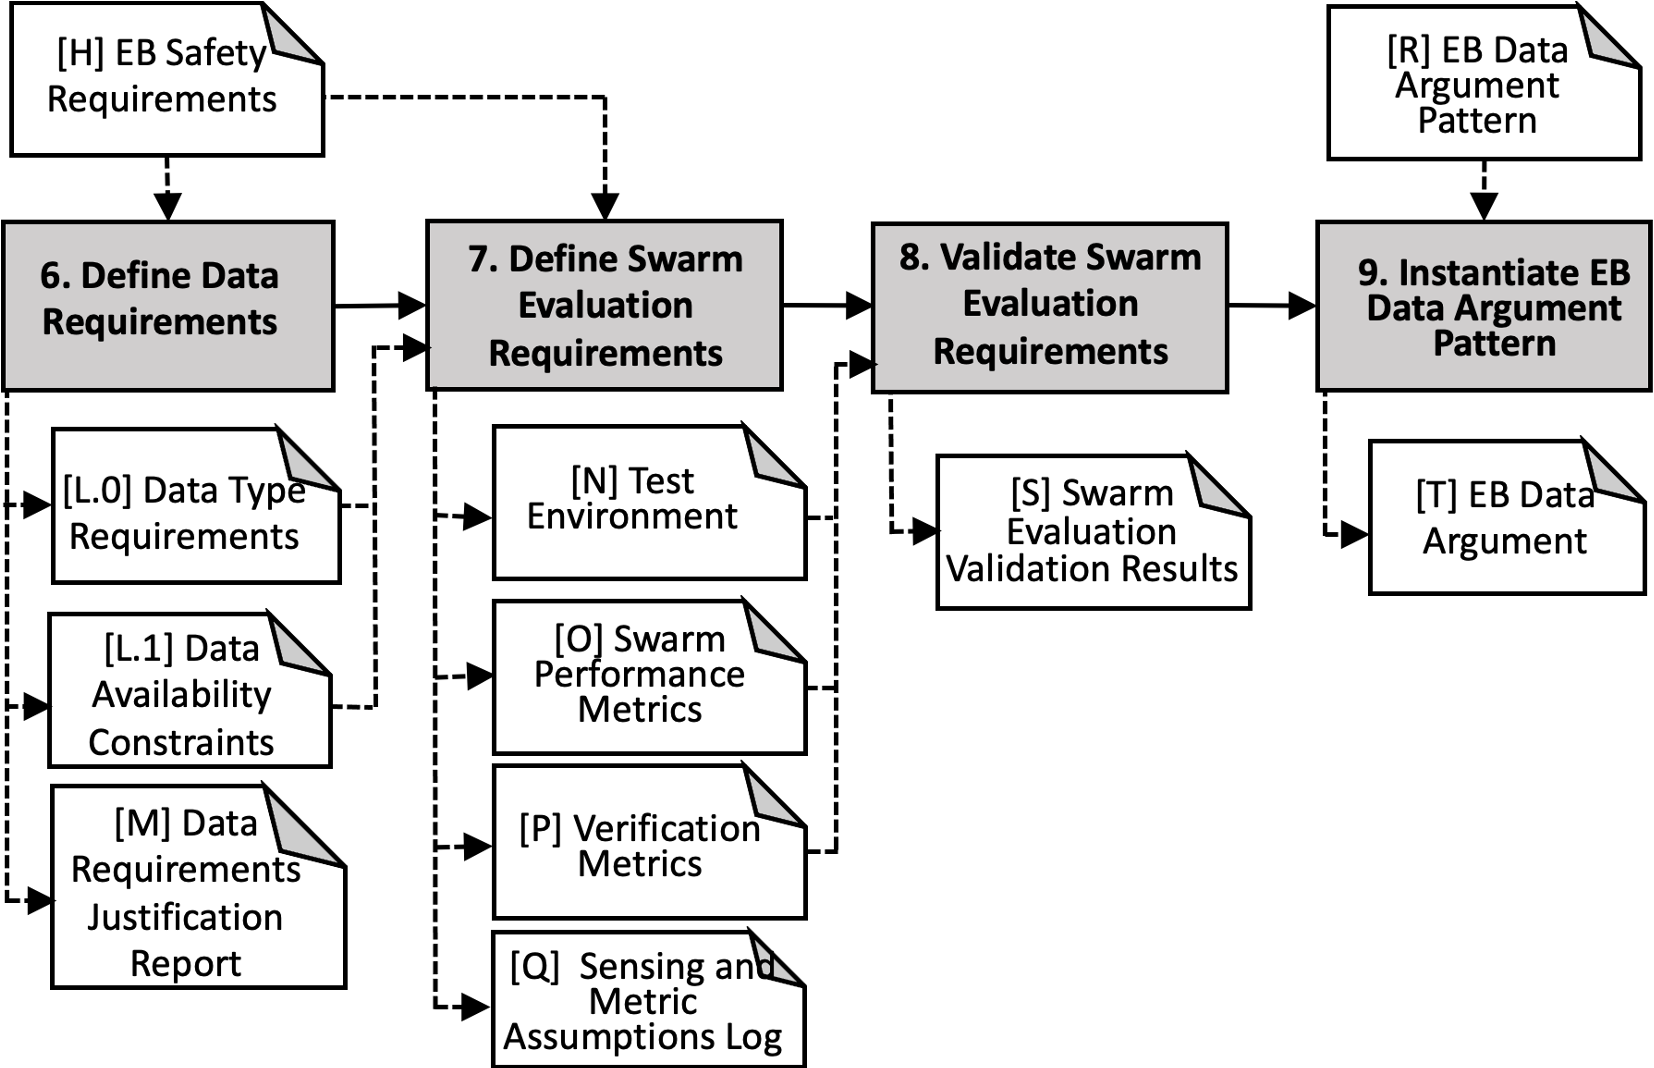 [H] EB Safety
Requirements
[R] EB Data
Argument
Pattern
6. Define Data
Requirements
7. Define Swarm
Evaluation
Requirements
8. Validate Swarm
Evaluation
Requirements
9. Instantiate EB
Data Argument
Pattern
[L.0] Data Type
Requirements
[L.1] Data
Availability
Constraints
[M] Data
Requirements
Justification
Report
[N] Test
Environment
[O] Swarm
Performance
Metrics
[P] Verification
Metrics
[Q]  Sensing and
Metric
Assumptions Log
[S] Swarm
Evaluation
Validation Results
[T] EB Data
Argument